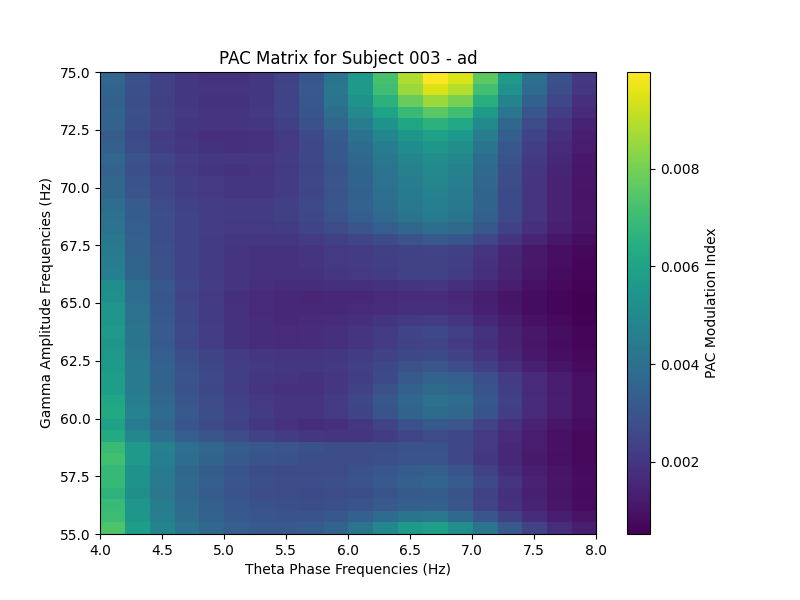 PAC Matrix for Subject 003 - ad
75.0
72.5
70.0
67.5
65.0
62.5
60.0
57.5
55.0
Gamma Amplitude Frequencies (Hz)
4.0 4.5 5.0 5.5 6.0 6.5 7.0 7.5 8.0
Theta Phase Frequencies (Hz)
0.008
0.006
0.004
0.002
PAC Modulation Index